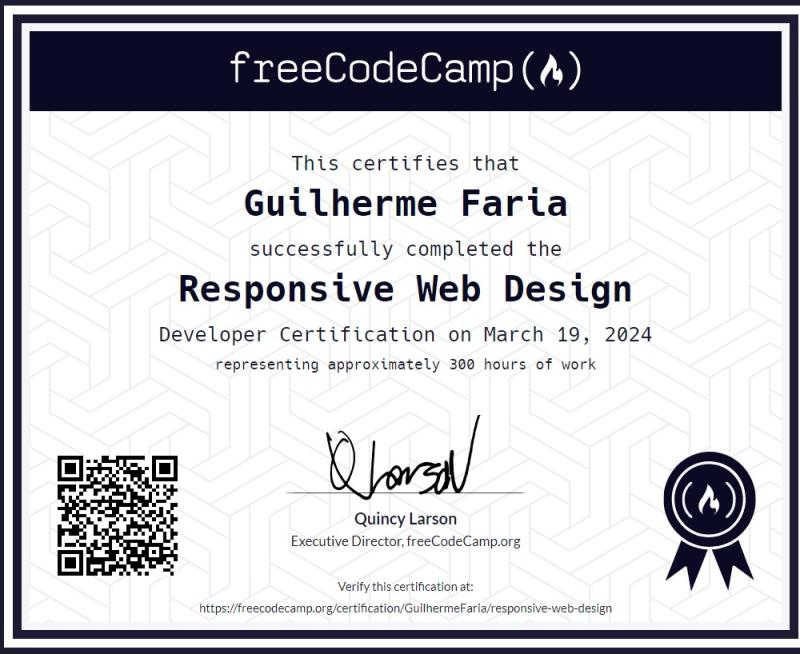 freeCodeCamp
This certifies that
Guilherme Faria
successfully completed the
Responsive Web Design
Developer Certification on March 19, 2024
representing approximately 300 hours of work
Quincy Larson
Executive Director, freeCodeCamp.org
Verify this certification at:
https://freecodecamp.org/certification/GuilhermeFaria/responsive-web-design